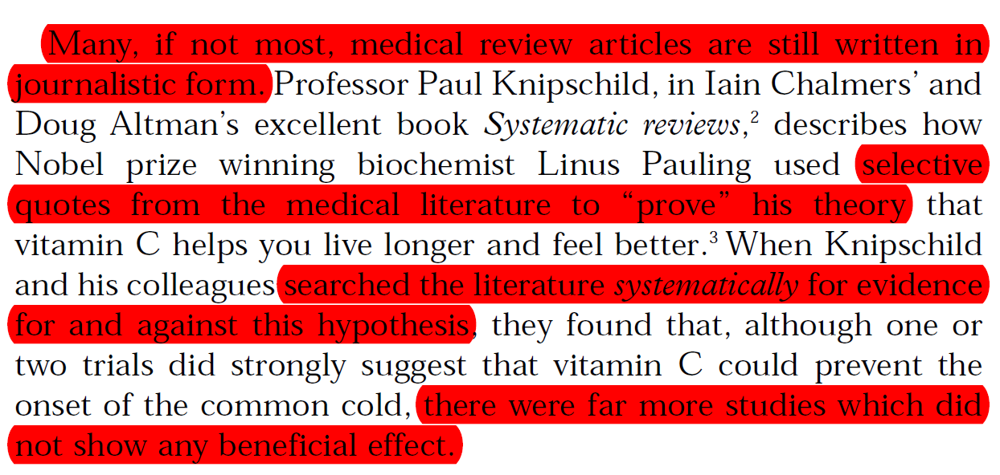 Many, if not most, medical review articles are still written in
journalistic form. Professor Paul Knipschild, in Iain Chalmers’ and
Doug Altman’s excellent book Systematic reviews,² describes how
Nobel prize winning biochemist Linus Pauling used selective
quotes from the medical literature to “prove” his theory that
vitamin C helps you live longer and feel better.³ When Knipschild
and his colleagues searched the literature systematically for evidence
for and against this hypothesis, they found that, although one or
two trials did strongly suggest that vitamin C could prevent the
onset of the common cold, there were far more studies which did
not show any beneficial effect.